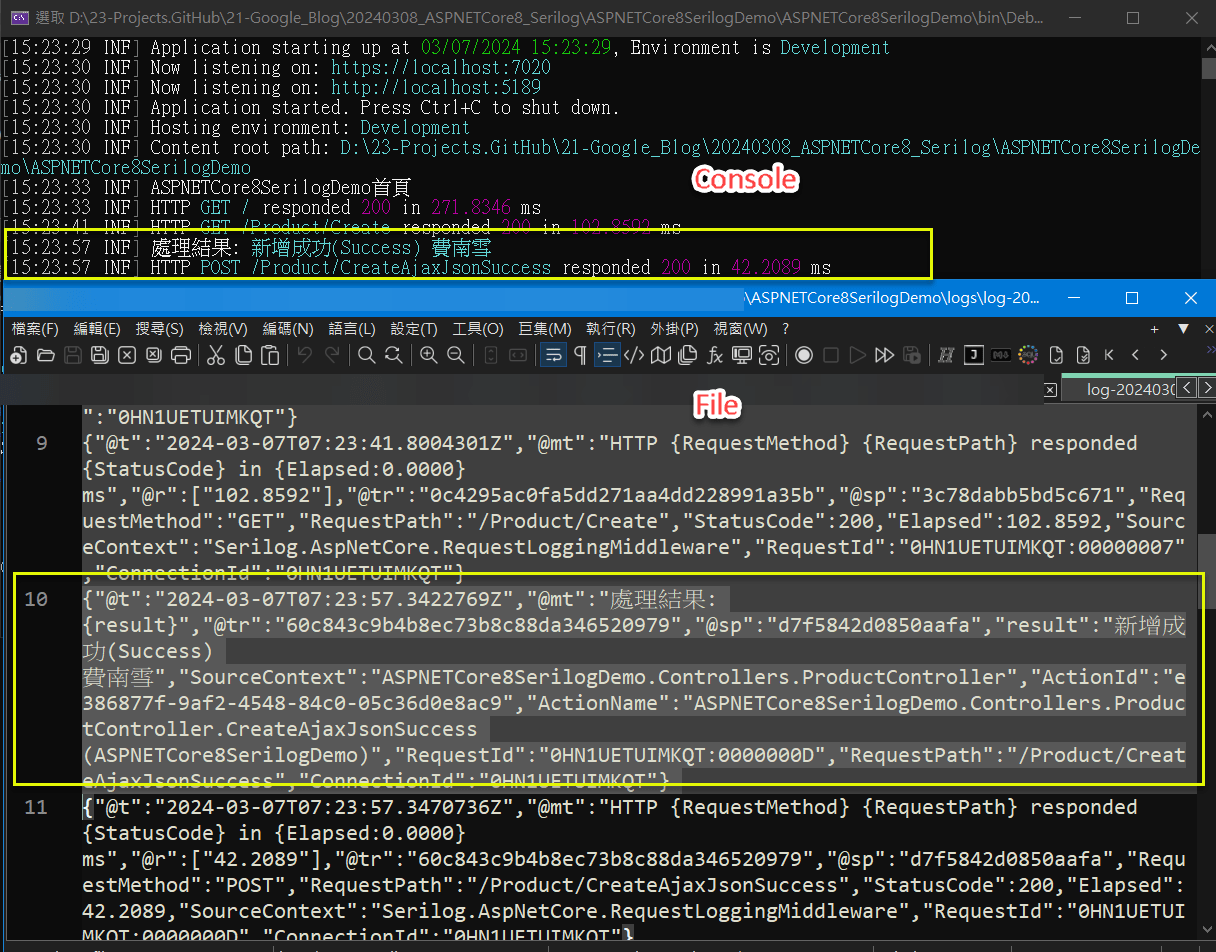 選取 D:\23-Projects.GitHub\21-Google_Blog\20240308_ASPNETCore8_Serilog\ASPNETCore8SerilogDemo\ASPNETCore8SerilogDemo\bin\Deb...
[15:23:29 INF] Application starting up at 03/07/2024 15:23:29, Environment is Development
[15:23:30 INF] Now listening on: https://localhost:7020
[15:23:30 INF] Now listening on: http://localhost:5189
[15:23:30 INF] Application started. Press Ctrl+C to shut down.
[15:23:30 INF] Hosting environment: Development
[15:23:30 INF] Content root path: D:\23-Projects.GitHub\21-Google_Blog\20240308_ASPNETCore8_Serilog\ASPNETCore8SerilogDe
mo\ASPNETCore8SerilogDemo
Console
[15:23:33 INF] ASPNETCore8SerilogDemo首頁
[15:23:33 INF] HTTP GET / responded 200 in 271.8346 ms
[15:23:41 INF] HTTP GET /Product/Create responded 200 in 102.8592 ms
[15:23:57 INF] 處理結果: 新增成功(Success) 費南雪
[15:23:57 INF] HTTP POST /Product/CreateAjaxJsonSuccess responded 200 in 42.2089 ms
\ASPNETCore8SerilogDemo\logs\log-20...
檔案(F) 編輯(E) 搜尋(S) 檢視(V) 編碼(N) 語言(L) 設定(T) 工具(O) 巨集(M) 執行(R) 外掛(P) 視窗(W) ? + ▼ ×
log-2024030
File
":"0HN1UETUIMKQT"}
9 {"@t":"2024-03-07T07:23:41.8004301Z","@mt":"HTTP {RequestMethod} {RequestPath} responded
{StatusCode} in {Elapsed:0.0000}
ms","@r":["102.8592"],"@tr":"0c4295ac0fa5dd271aa4dd228991a35b","@sp":"3c78dabb5bd5c671","Req
uestMethod":"GET","RequestPath":"/Product/Create","StatusCode":200,"Elapsed":102.8592,"Sourc
eContext":"Serilog.AspNetCore.RequestLoggingMiddleware","RequestId":"0HN1UETUIMKQT:00000007"
,"ConnectionId":"0HN1UETUIMKQT"}
10 {"@t":"2024-03-07T07:23:57.3422769Z","@mt":"處理結果:
{result}","@tr":"60c843c9b4b8ec73b8c88da346520979","@sp":"d7f5842d0850aafa","result":"新增成
功(Success)
費南雪","SourceContext":"ASPNETCore8SerilogDemo.Controllers.ProductController","ActionId":"e
386877f-9af2-4548-84c0-05c36d0e8ac9","ActionName":"ASPNETCore8SerilogDemo.Controllers.Produc
tController.CreateAjaxJsonSuccess
(ASPNETCore8SerilogDemo)","RequestId":"0HN1UETUIMKQT:0000000D","RequestPath":"/Product/Creat
eAjaxJsonSuccess","ConnectionId":"0HN1UETUIMKQT"}
11 {"@t":"2024-03-07T07:23:57.3470736Z","@mt":"HTTP {RequestMethod} {RequestPath} responded
{StatusCode} in {Elapsed:0.0000}
ms","@r":["42.2089"],"@tr":"60c843c9b4b8ec73b8c88da346520979","@sp":"d7f5842d0850aafa","Requ
estMethod":"POST","RequestPath":"/Product/CreateAjaxJsonSuccess","StatusCode":200,"Elapsed":
42.2089,"SourceContext":"Serilog.AspNetCore.RequestLoggingMiddleware","RequestId":"0HN1UETUI
MKQT:0000000D","ConnectionId":"0HN1UETUIMKQT"}